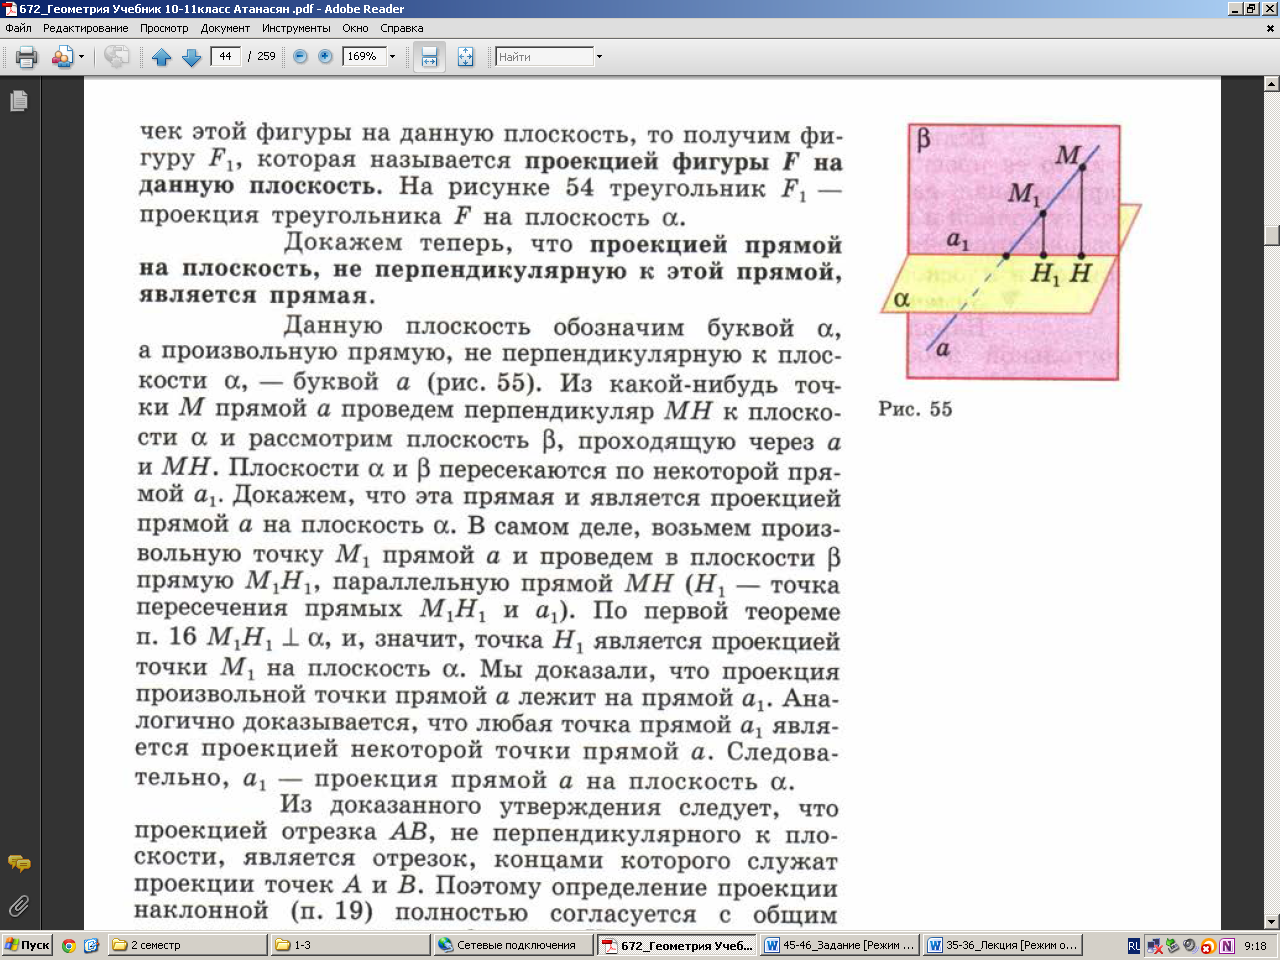 672_Геометрия Учебник 10-11класс Атанасян .pdf - Adobe Reader
Файл Редактирование Просмотр Документ Инструменты Окно Справка
44 / 259 169% Найти
чек этой фигуры на данную плоскость, то получим фи-
гуру F₁, которая называется проекцией фигуры F на
данную плоскость. На рисунке 54 треугольник F₁ —
проекция треугольника F на плоскость α.
Докажем теперь, что проекцией прямой
на плоскость, не перпендикулярную к этой прямой,
является прямая.
Данную плоскость обозначим буквой α,
а произвольную прямую, не перпендикулярную к плос-
кости α, — буквой a (рис. 55). Из какой-нибудь точ-
ки M прямой a проведем перпендикуляр MH к плоско-
сти α и рассмотрим плоскость β, проходящую через a
и MH. Плоскости α и β пересекаются по некоторой пря-
мой a₁. Докажем, что эта прямая и является проекцией
прямой a на плоскость α. В самом деле, возьмем произ-
вольную точку M₁ прямой a и проведем в плоскости β
прямую M₁H₁, параллельную прямой MH (H₁ — точка
пересечения прямых M₁H₁ и a₁). По первой теореме
п. 16 M₁H₁ ⊥ α, и, значит, точка H₁ является проекцией
точки M₁ на плоскость α. Мы доказали, что проекция
произвольной точки прямой a лежит на прямой a₁. Ана-
логично доказывается, что любая точка прямой a₁ явля-
ется проекцией некоторой точки прямой a. Следова-
тельно, a₁ — проекция прямой a на плоскость α.
Из доказанного утверждения следует, что
проекцией отрезка AB, не перпендикулярного к пло-
скости, является отрезок, концами которого служат
проекции точек A и B. Поэтому определение проекции
наклонной (п. 19) полностью согласуется с общим
β
M
M₁
a₁
H₁ H
α
a
Рис. 55
Пуск 2 семестр 1-3 Сетевые подключения 672_Геометрия Учеб... 45-46_Задание [Режим ... 35-36_Лекция [Режим о... RU 9:18